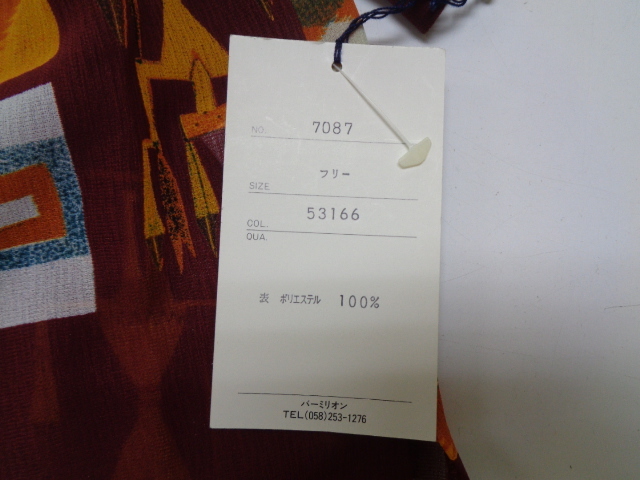 NO. 7087
フリー
SIZE
53166
COL.
QUA.
表 ポリエステル 100%
バーミリオン
TEL(058)253-1276